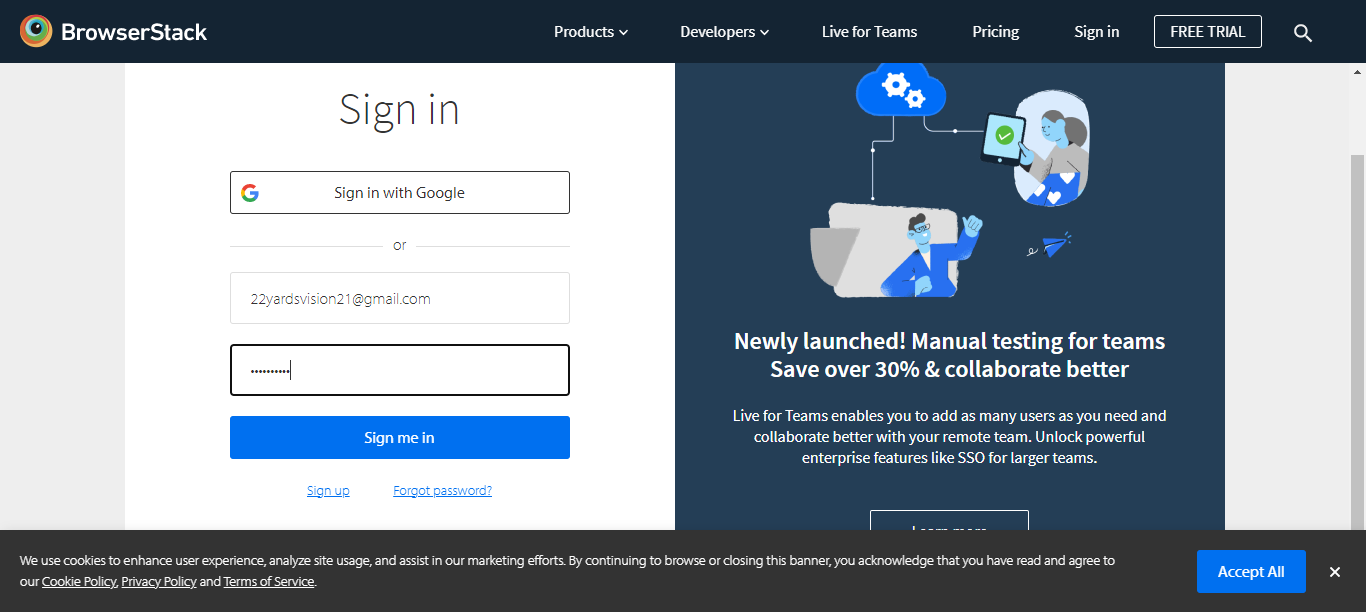 BrowserStack
Products
Developers
Live for Teams
Pricing
Sign in
FREE TRIAL
Sign in
Sign in with Google
or
22yardsvision21@gmail.com
••••••••••
Sign me in
Sign up
Forgot password?
Newly launched! Manual testing for teams
Save over 30% & collaborate better
Live for Teams enables you to add as many users as you need and
collaborate better with your remote team. Unlock powerful
enterprise features like SSO for larger teams.
Learn more
We use cookies to enhance user experience, analyze site usage, and assist in our marketing efforts. By continuing to browse or closing this banner, you acknowledge that you have read and agree to
our Cookie Policy, Privacy Policy and Terms of Service.
Accept All